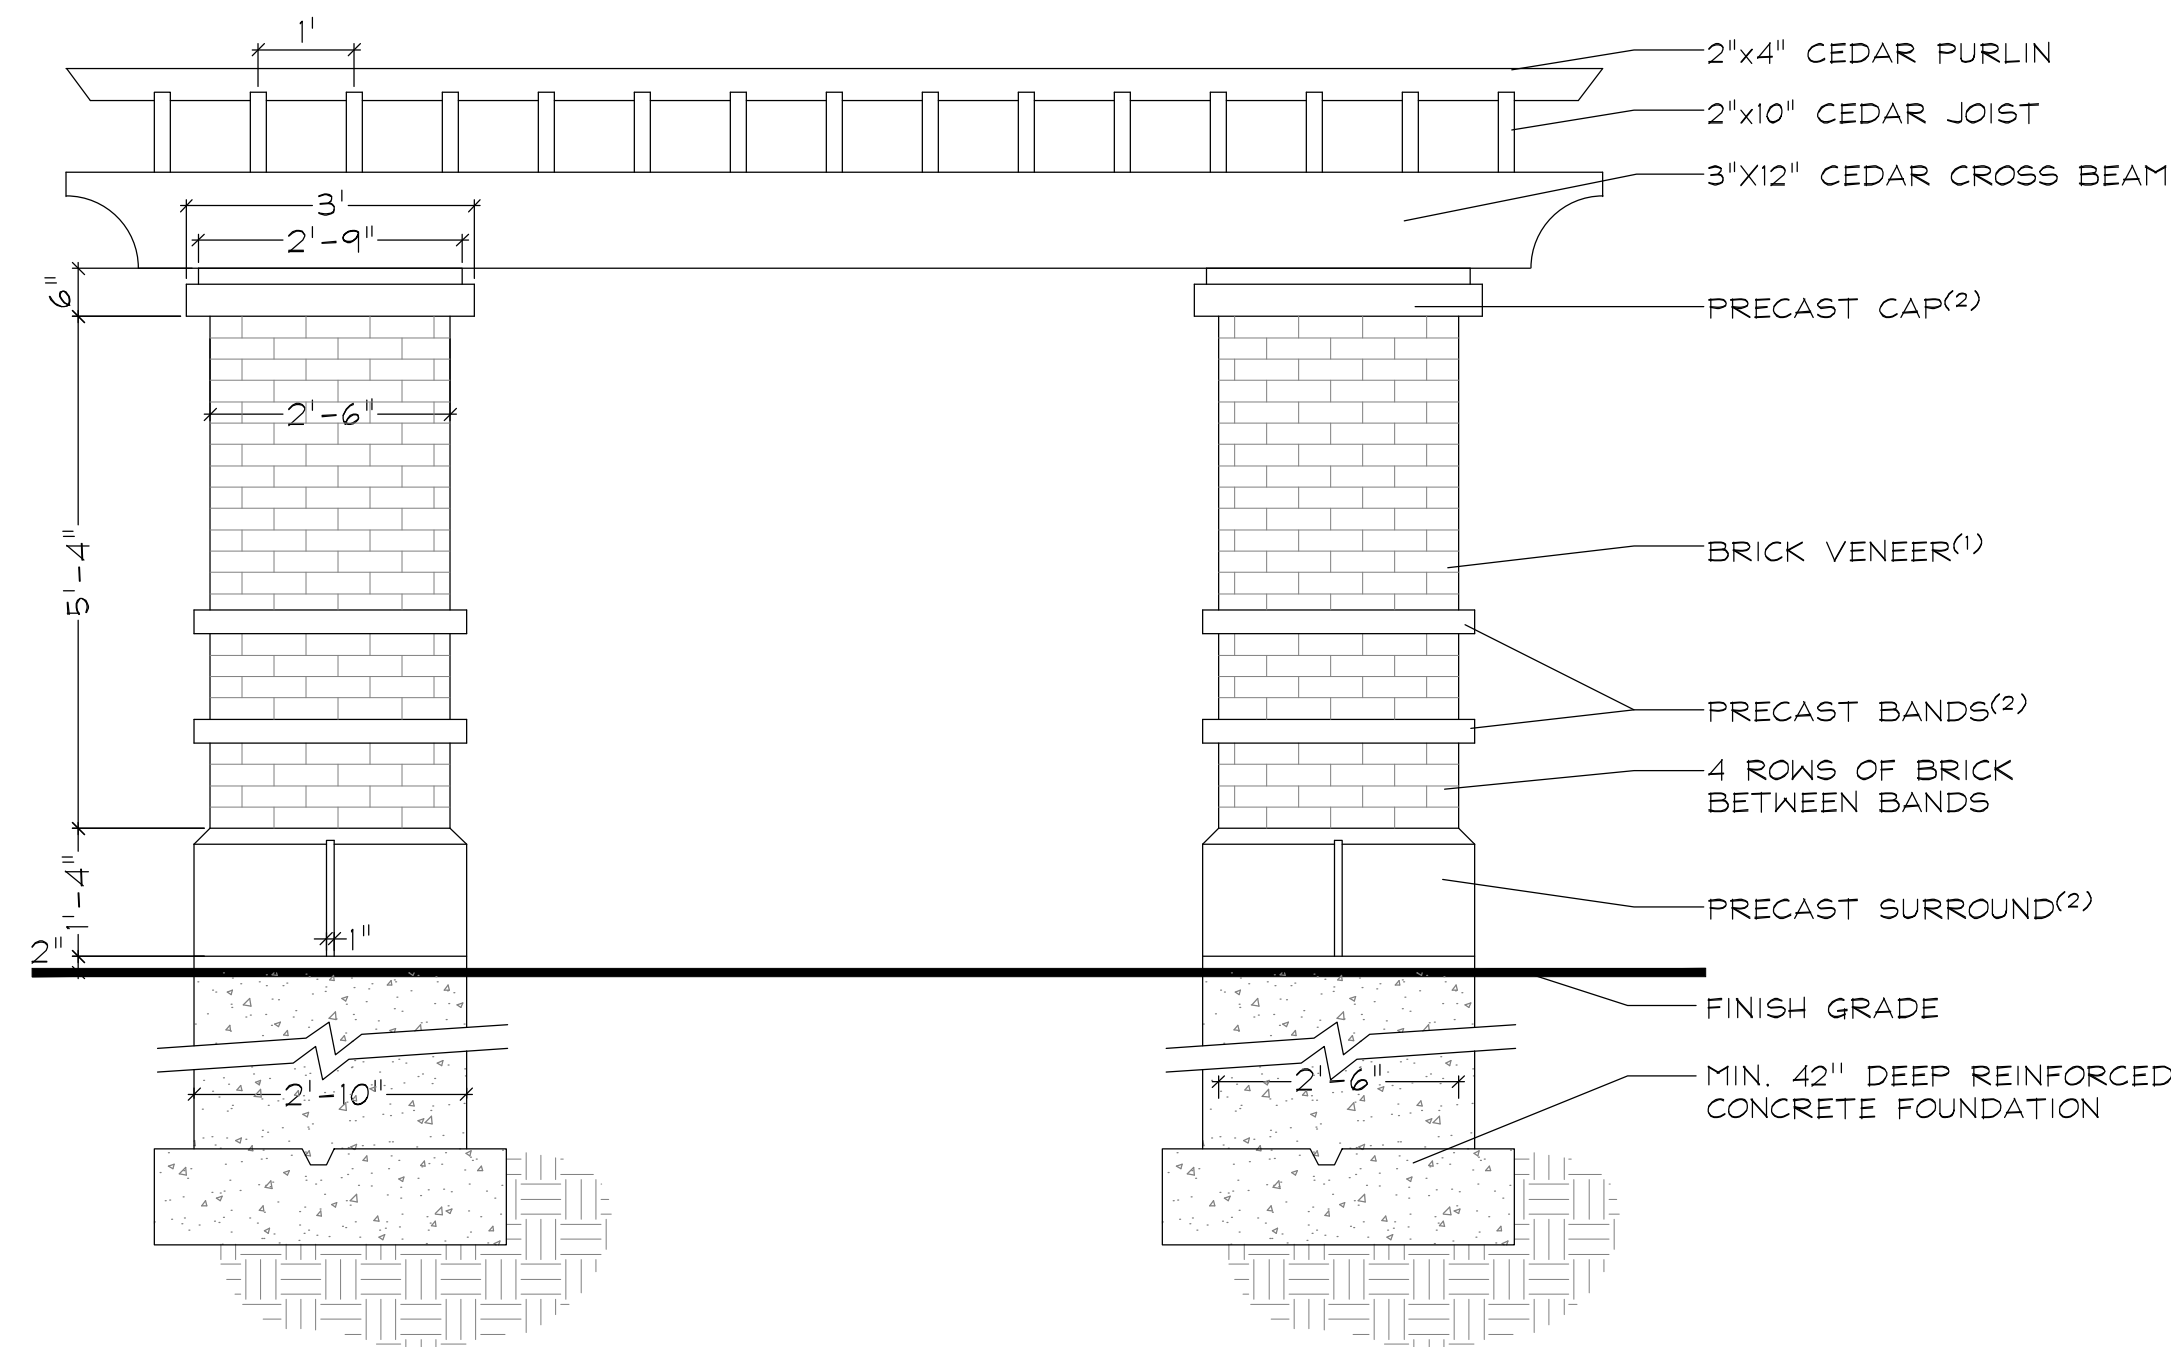 1'
2"x4" CEDAR PURLIN
2"x10" CEDAR JOIST
3"X12" CEDAR CROSS BEAM
3'
2'-9"
6"
PRECAST CAP(2)
2'-6"
5'-4"
BRICK VENEER(1)
PRECAST BANDS(2)
4 ROWS OF BRICK
BETWEEN BANDS
1'-4"
PRECAST SURROUND(2)
1"
2"
FINISH GRADE
2'-10"
2'-6"
MIN. 42" DEEP REINFORCED
CONCRETE FOUNDATION